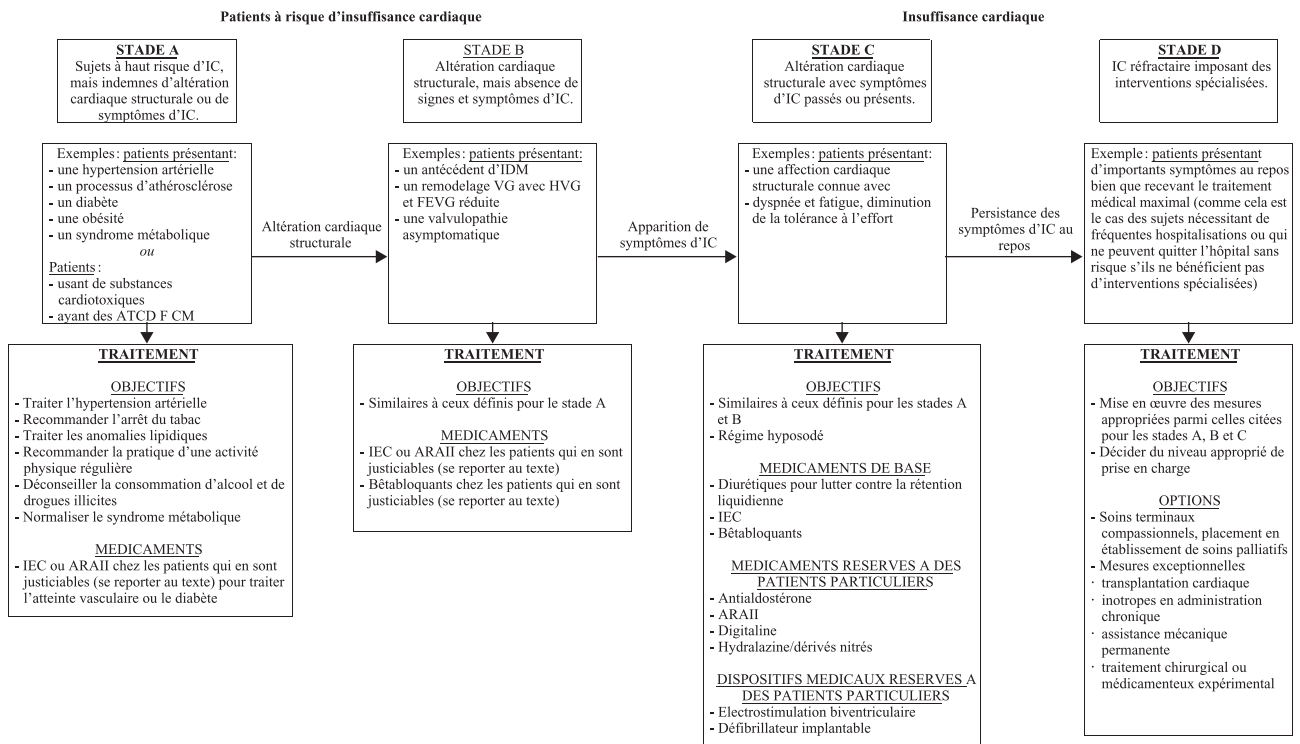 Patients à risque d'insuffisance cardiaque
Insuffisance cardiaque
STADE A
Sujets à haut risque d'IC,
mais indemnes d'altération
cardiaque structurale ou de
symptômes d'IC.
STADE B
Altération cardiaque
structurale, mais absence de
signes et symptômes d'IC.
STADE C
Altération cardiaque
structurale avec symptômes
d'IC passés ou présents.
STADE D
IC réfractaire imposant des
interventions spécialisées.
Exemples: patients présentant:
- une hypertension artérielle
- un processus d'athérosclérose
- un diabète
- une obésité
- un syndrome métabolique
ou
Patients :
- usant de substances
cardiotoxiques
- ayant des ATCD F CM
Altération cardiaque
structurale
Exemples: patients présentant:
- un antécédent d'IDM
- un remodelage VG avec HVG
et FEVG réduite
- une valvulopathie
asymptomatique
Apparition de
symptômes d'IC
Exemples: patients présentant:
- une affection cardiaque
structurale connue avec
- dyspnée et fatigue, diminution
de la tolérance à l'effort
Persistance des
symptômes d'IC au
repos
Exemple: patients présentant
d'importants symptômes au repos
bien que recevant le traitement
médical maximal (comme cela est
le cas des sujets nécessitant de
fréquentes hospitalisations ou qui
ne peuvent quitter l'hôpital sans
risque s'ils ne bénéficient pas
d'interventions spécialisées)
TRAITEMENT
OBJECTIFS
- Traiter l'hypertension artérielle
- Recommander l'arrêt du tabac
- Traiter les anomalies lipidiques
- Recommander la pratique d'une activité
physique régulière
- Déconseiller la consommation d'alcool et de
drogues illicites
- Normaliser le syndrome métabolique
MEDICAMENTS
- IEC ou ARAII chez les patients qui en sont
justiciables (se reporter au texte) pour traiter
l'atteinte vasculaire ou le diabète
TRAITEMENT
OBJECTIFS
- Similaires à ceux définis pour le stade A
MEDICAMENTS
- IEC ou ARAII chez les patients qui en sont
justiciables (se reporter au texte)
- Bêtabloquants chez les patients qui en sont
justiciables (se reporter au texte)
TRAITEMENT
OBJECTIFS
- Similaires à ceux définis pour les stades A
et B
- Régime hyposodé
MEDICAMENTS DE BASE
- Diurétiques pour lutter contre la rétention
liquidienne
- IEC
- Bêtabloquants
MEDICAMENTS RESERVES A DES
PATIENTS PARTICULIERS
- Antialdostérone
- ARAII
- Digitaline
- Hydralazine/dérivés nitrés
DISPOSITIFS MEDICAUX RESERVES A
DES PATIENTS PARTICULIERS
- Electrostimulation biventriculaire
- Défibrillateur implantable
TRAITEMENT
OBJECTIFS
- Mise en œuvre des mesures
appropriées parmi celles citées
pour les stades A, B et C
- Décider du niveau approprié de
prise en charge
OPTIONS
- Soins terminaux
compassionnels, placement en
établissement de soins palliatifs
- Mesures exceptionnelles:
· transplantation cardiaque
· inotropes en administration
chronique
· assistance mécanique
permanente
· traitement chirurgical ou
médicamenteux expérimental